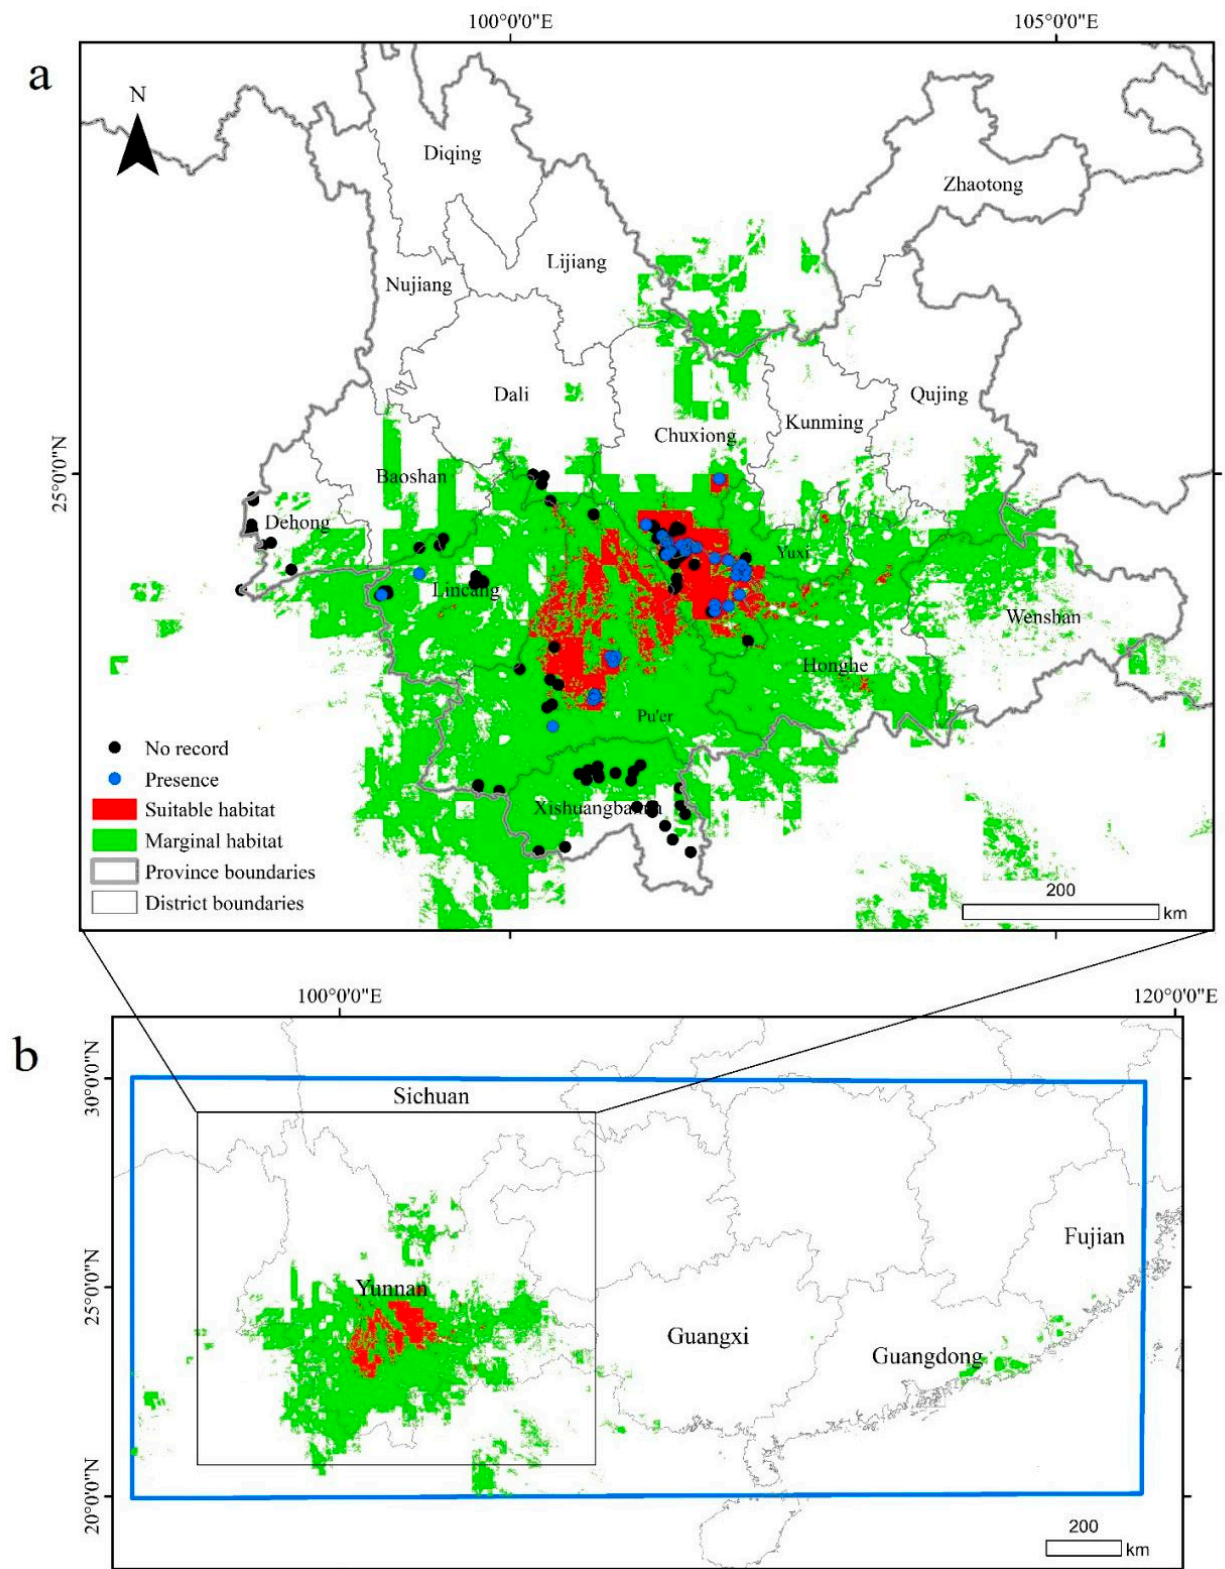 100°0'0"E
105°0'0"E
a
N
Diqing
Zhaotong
Lijiang
Nujiang
Dali
Qujing
Kunming
Chuxiong
25°0'0"N
Baoshan
Dehong
Yuxi
Lincang
Wenshan
Honghe
Pu'er
No record
Presence
Xishuangbanna
Suitable habitat
Marginal habitat
Province boundaries
District boundaries
200
km
100°0'0"E
120°0'0"E
b
30°0'0"N
Sichuan
Fujian
25°0'0"N
Yunnan
Guangxi
Guangdong
20°0'0"N
200
km